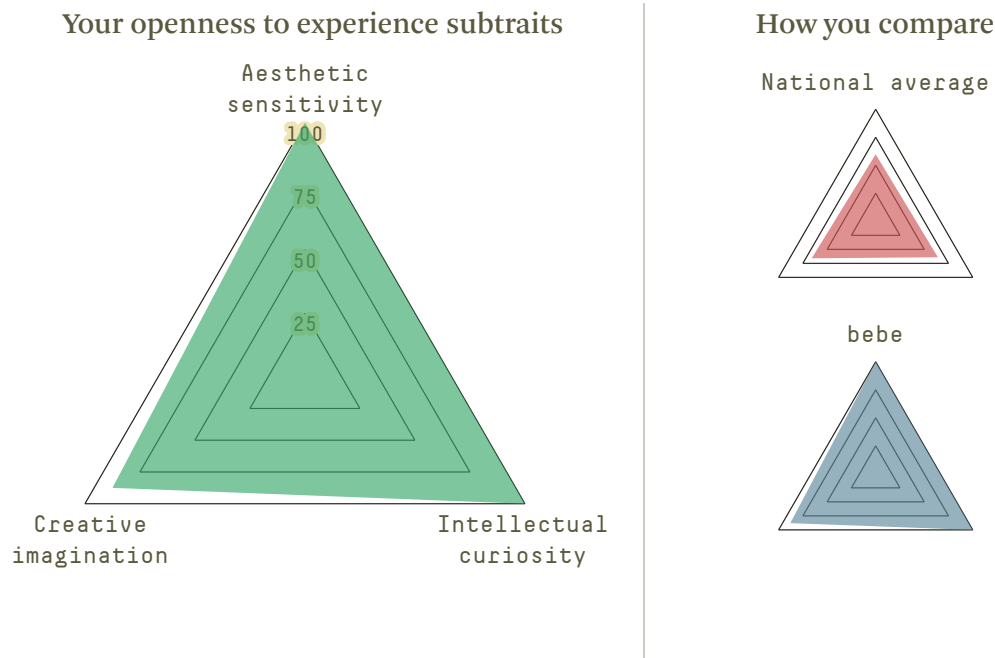 Your openness to experience subtraits
Aesthetic
sensitivity
100
75
50
25
Creative
imagination
Intellectual
curiosity
How you compare
National average
bebe